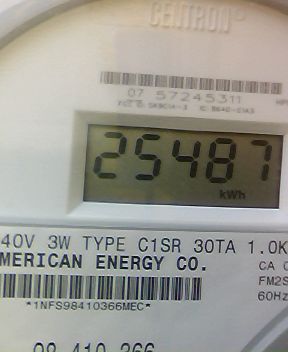 CENTRON
07 57245311
25487
kWh
40V 3W TYPE C1SR 30TA 1.0K
MERICAN ENERGY CO.
CA 0
FM2S
60Hz
*1NFS98410366MEC*
98 410 366